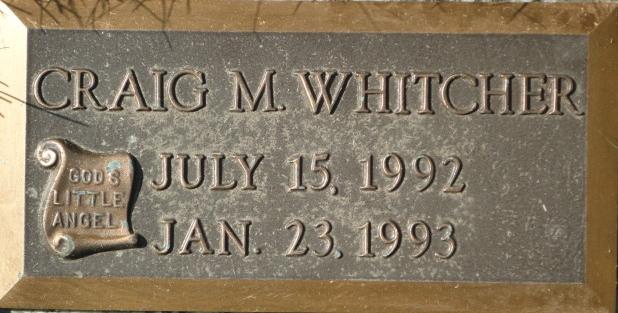 CRAIG M. WHITCHER
JULY 15, 1992
JAN. 23, 1993
GOD'S
LITTLE
ANGEL